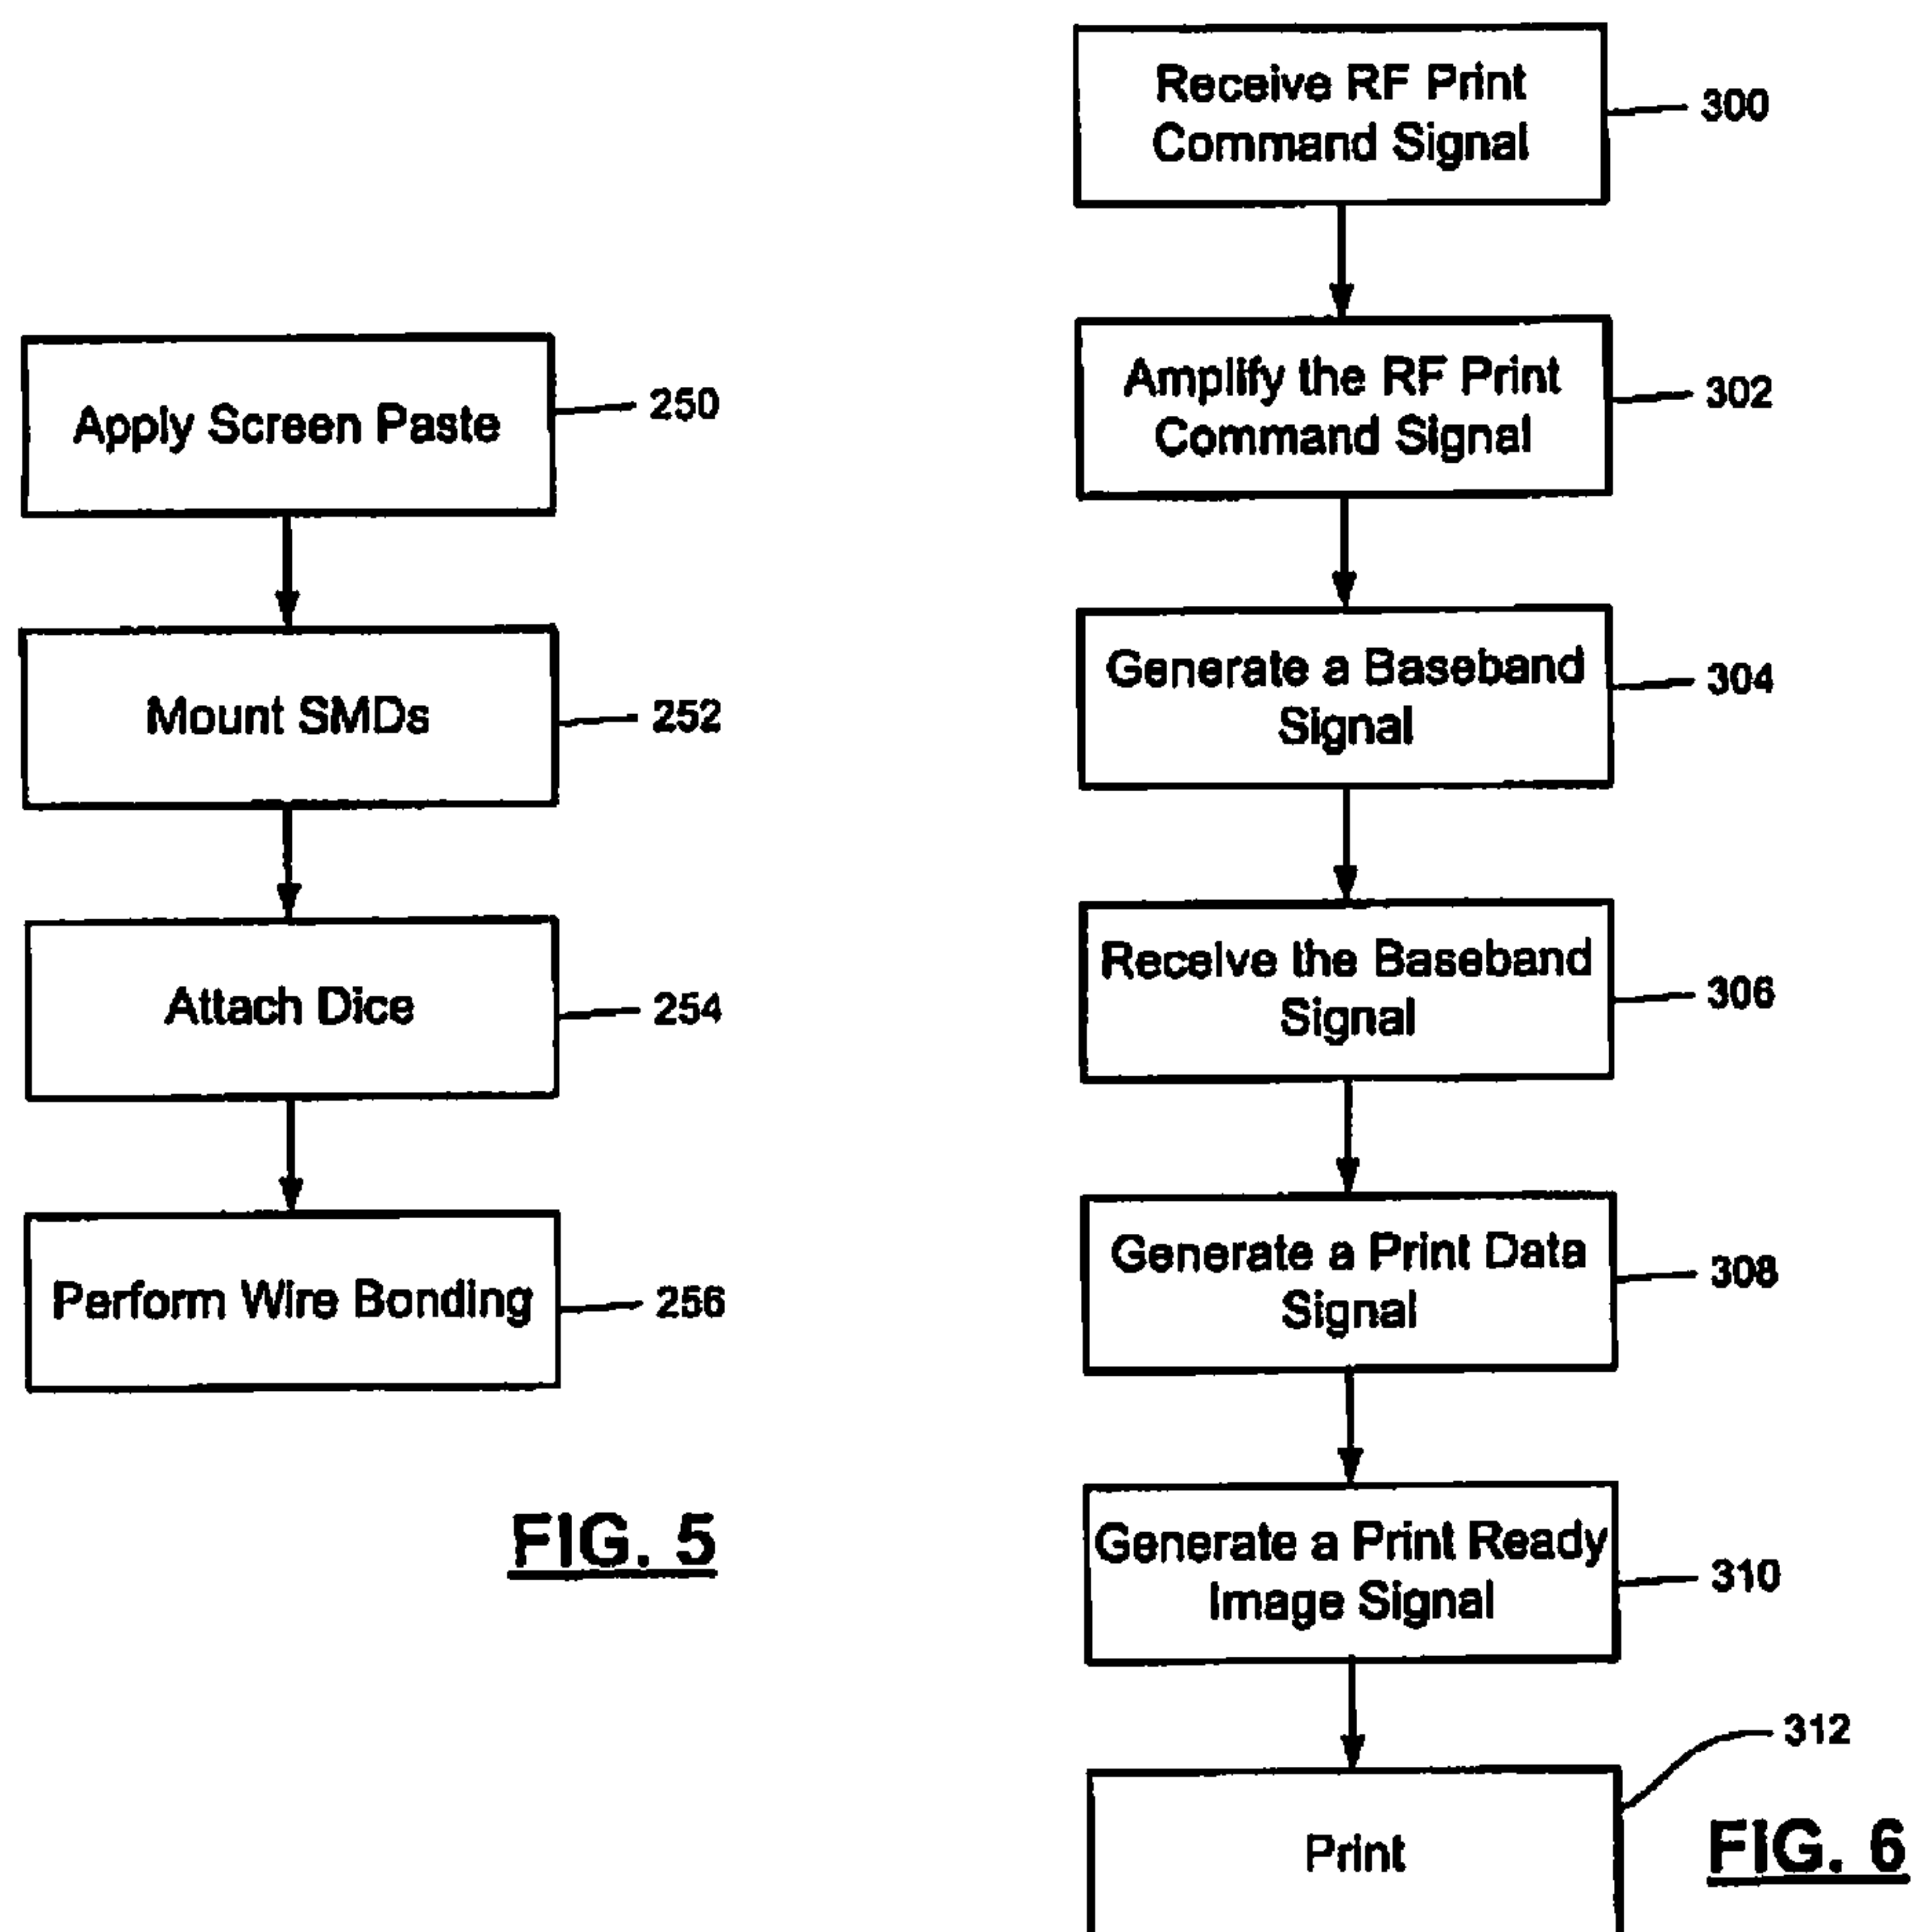 Apply Screen Paste
250
Mount SMDs
252
Attach Dice
254
Perform Wire Bonding
256
FIG. 5
Receive RF Print
Command Signal
300
Amplify the RF Print
Command Signal
302
Generate a Baseband
Signal
304
Receive the Baseband
Signal
306
Generate a Print Data
Signal
308
Generate a Print Ready
Image Signal
310
Print
312
FIG. 6